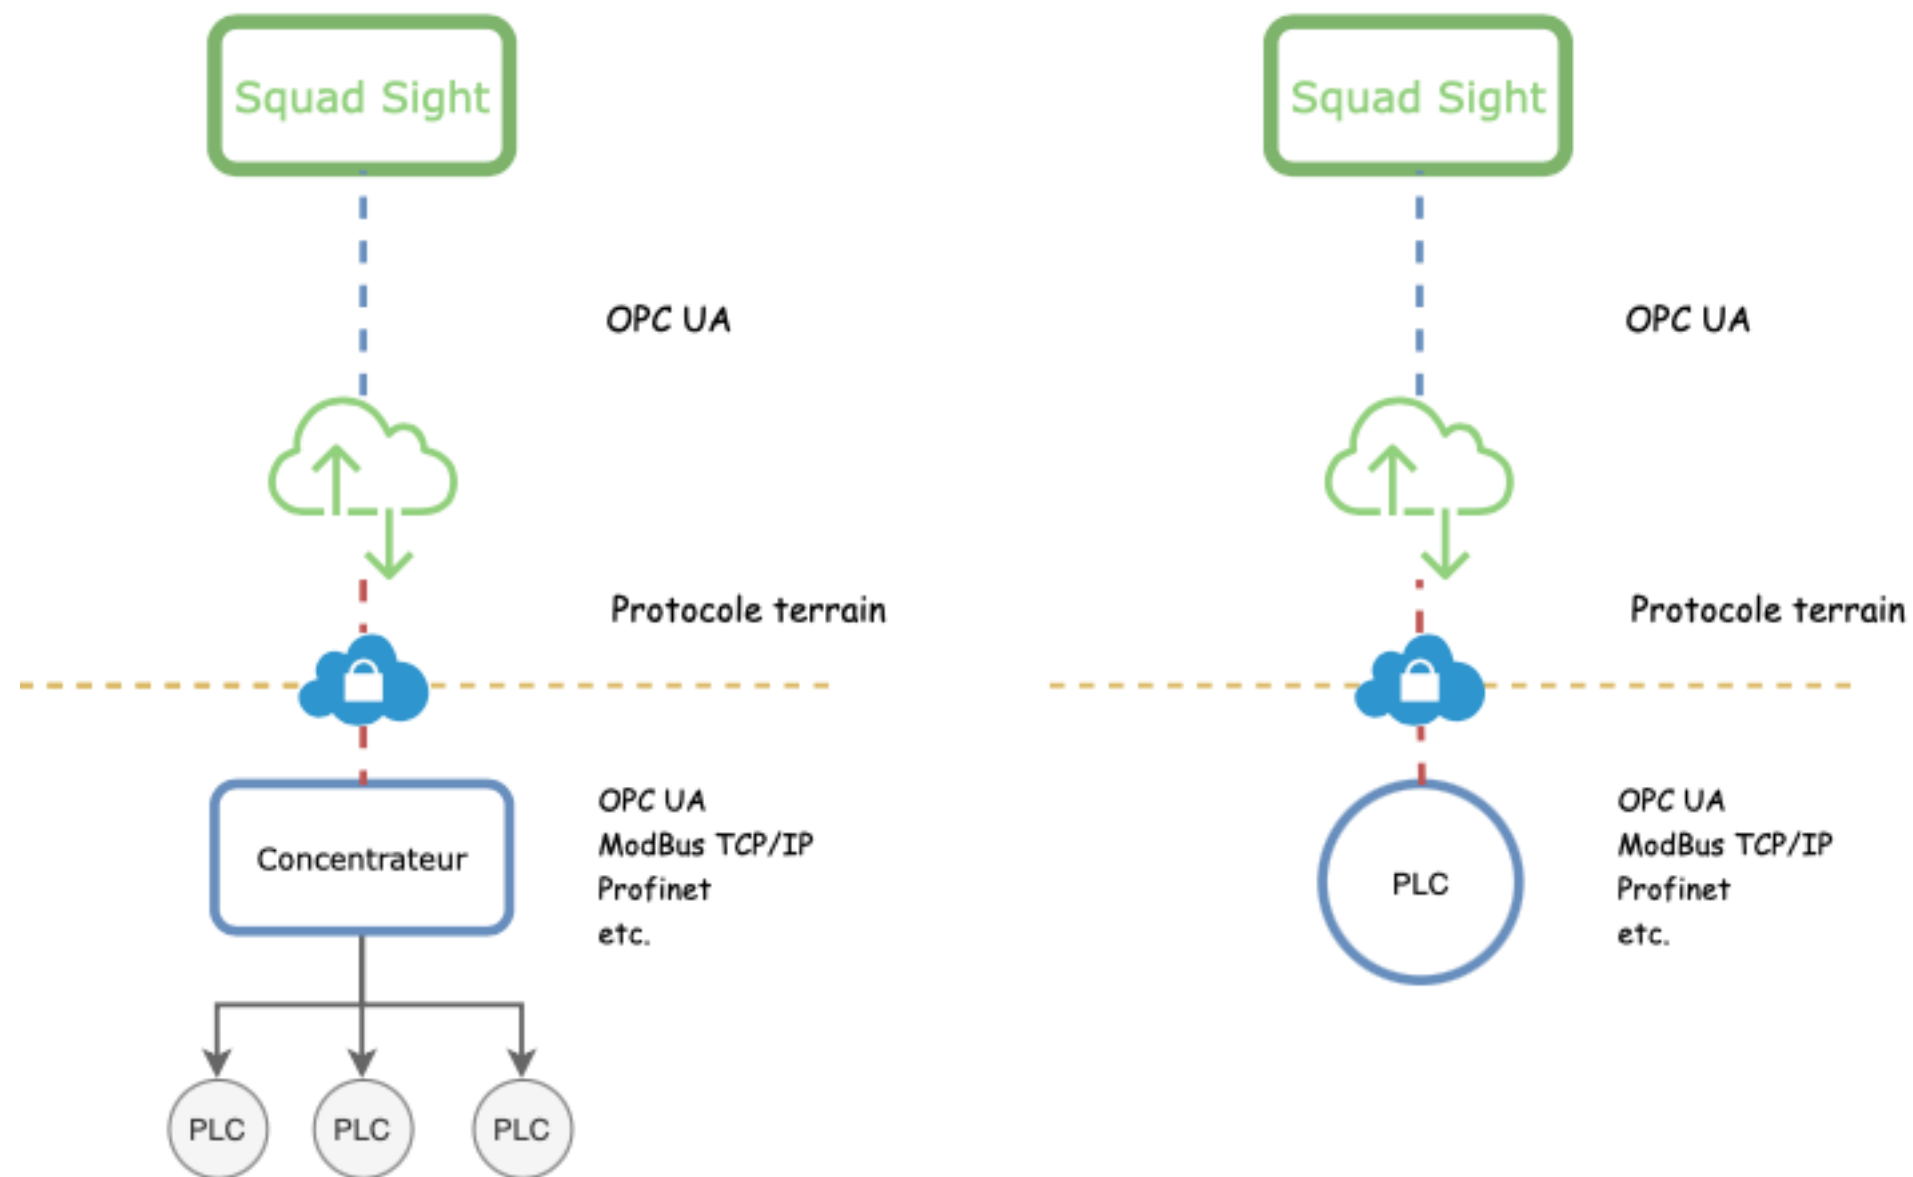 Squad Sight
OPC UA
Protocole terrain
Concentrateur
OPC UA
ModBus TCP/IP
Profinet
etc.
PLC
PLC
PLC
Squad Sight
OPC UA
Protocole terrain
PLC
OPC UA
ModBus TCP/IP
Profinet
etc.